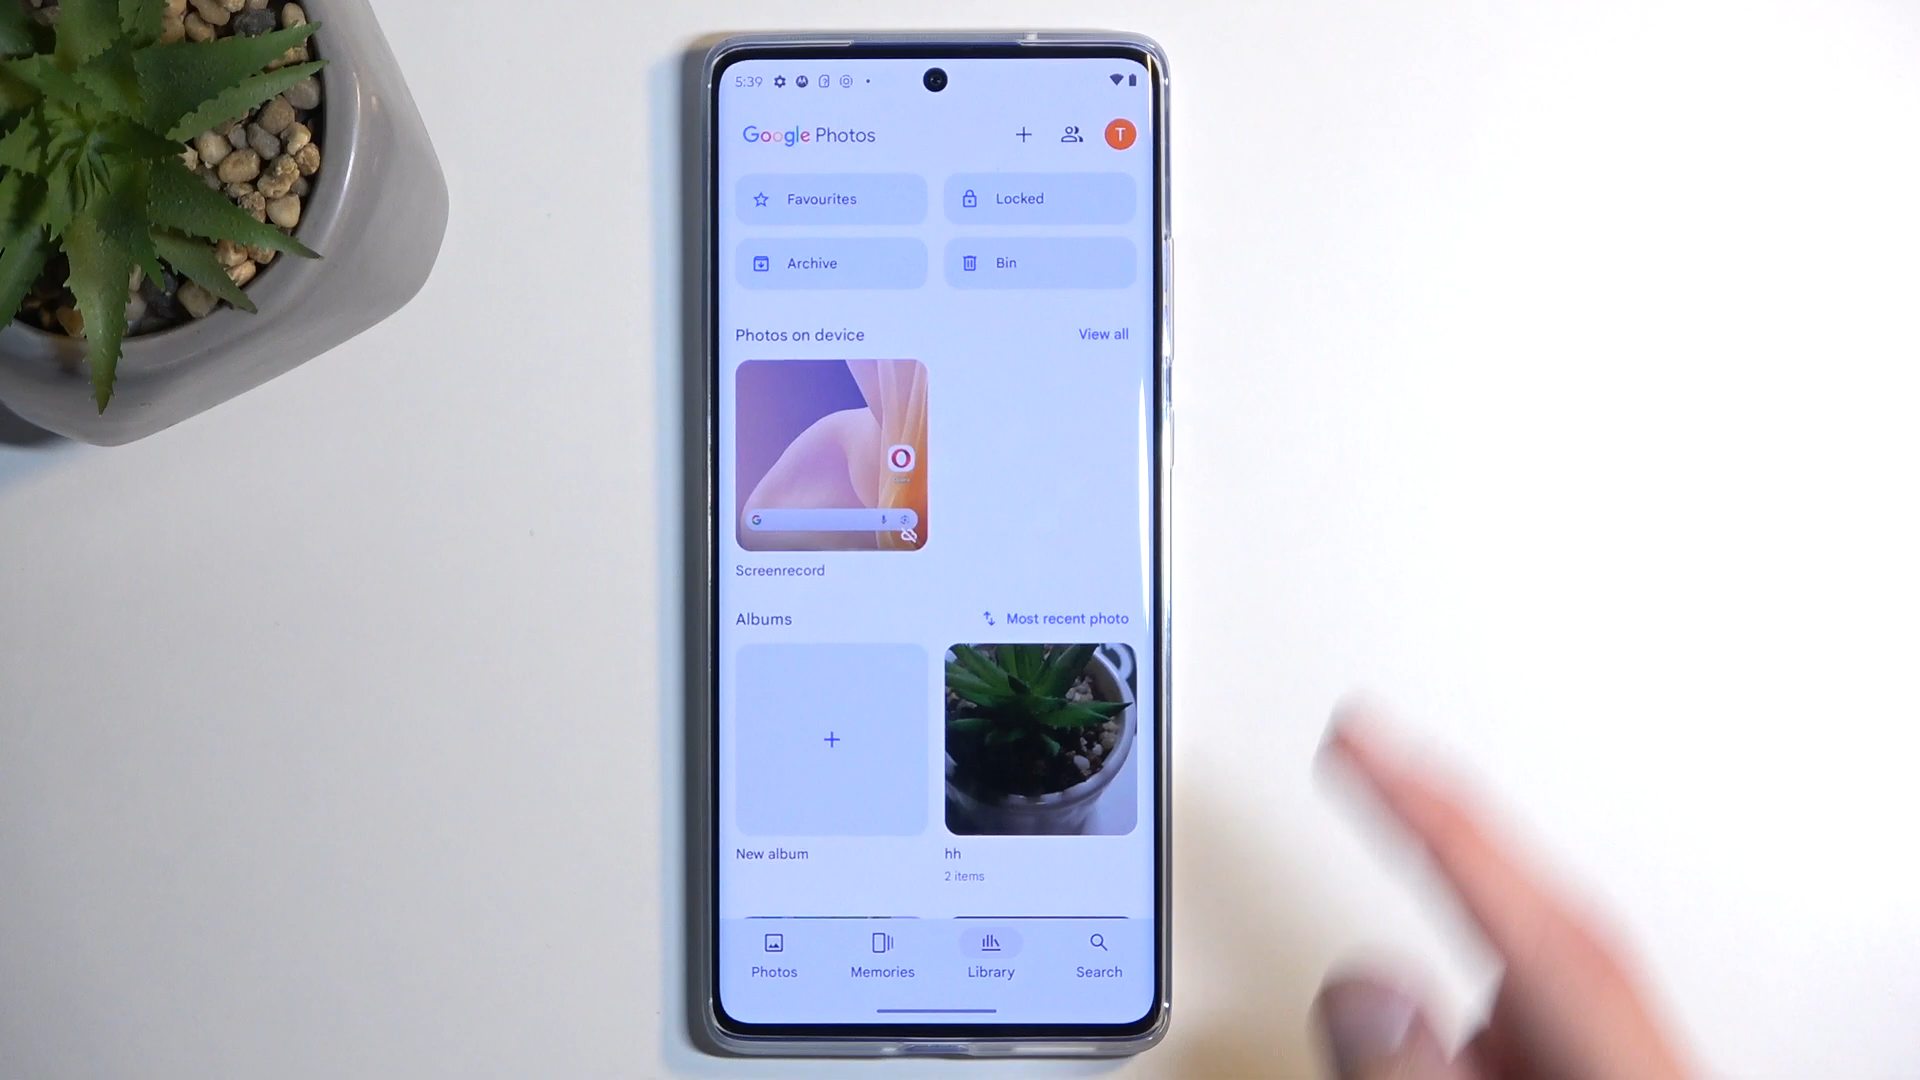 5:39
Google Photos
T
Favourites
Locked
Archive
Bin
Photos on device
View all
G
Screenrecord
Albums
Most recent photo
New album
hh
2 items
Photos
Memories
Library
Search